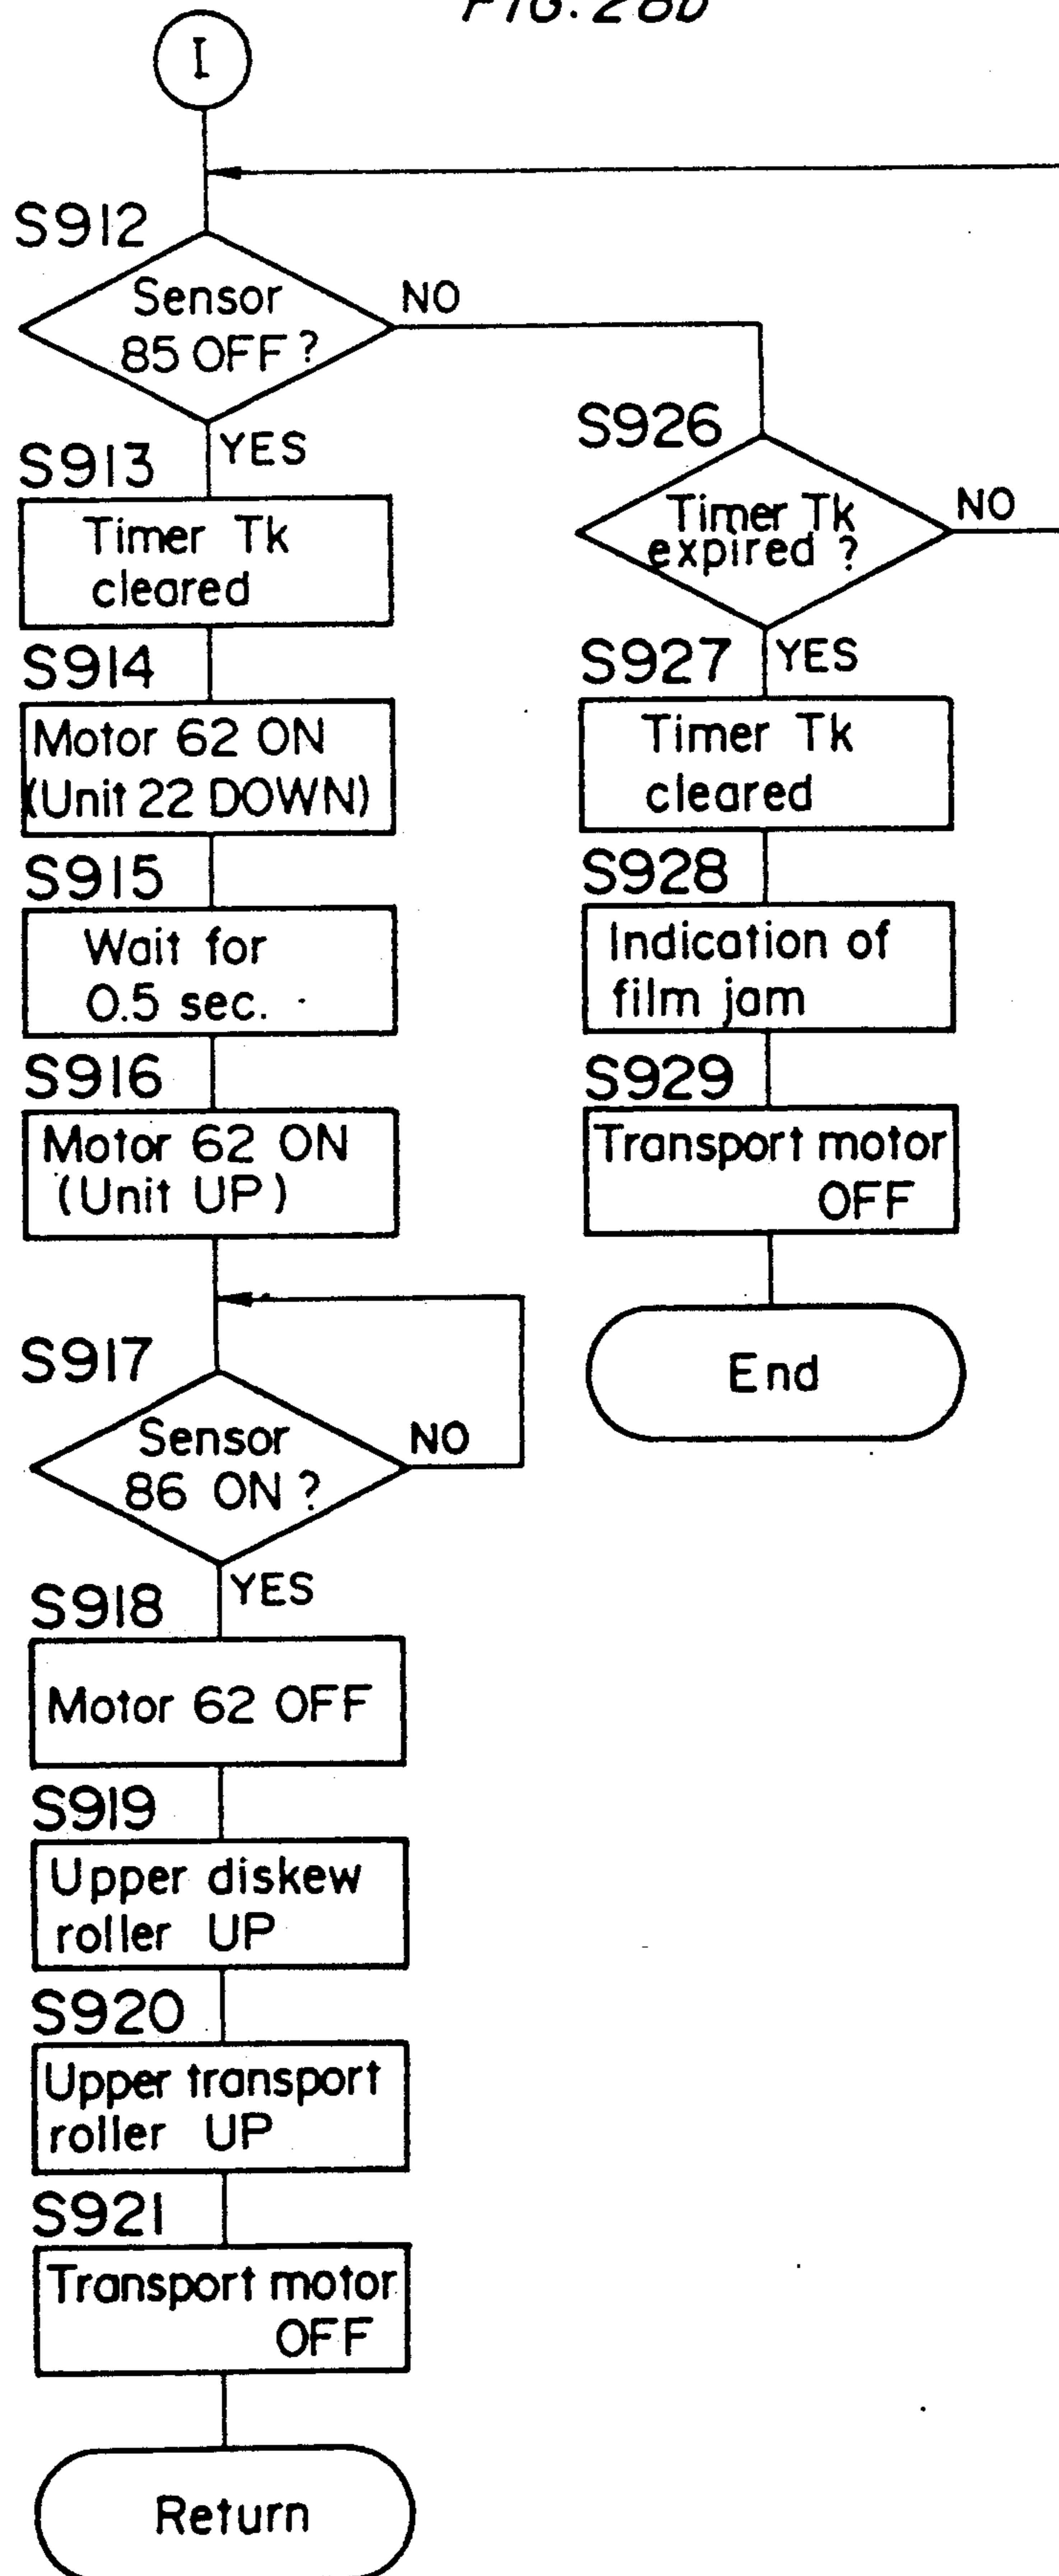 FIG. 28b
I
S912
Sensor
85 OFF?
NO
YES
S913
Timer Tk
cleared
S914
Motor 62 ON
(Unit 22 DOWN)
S915
Wait for
0.5 sec.
S916
Motor 62 ON
(Unit UP)
S917
Sensor
86 ON?
NO
YES
S918
Motor 62 OFF
S919
Upper diskew
roller UP
S920
Upper transport
roller UP
S921
Transport motor
OFF
Return
S926
Timer Tk
expired?
NO
YES
S927
Timer Tk
cleared
S928
Indication of
film jam
S929
Transport motor
OFF
End